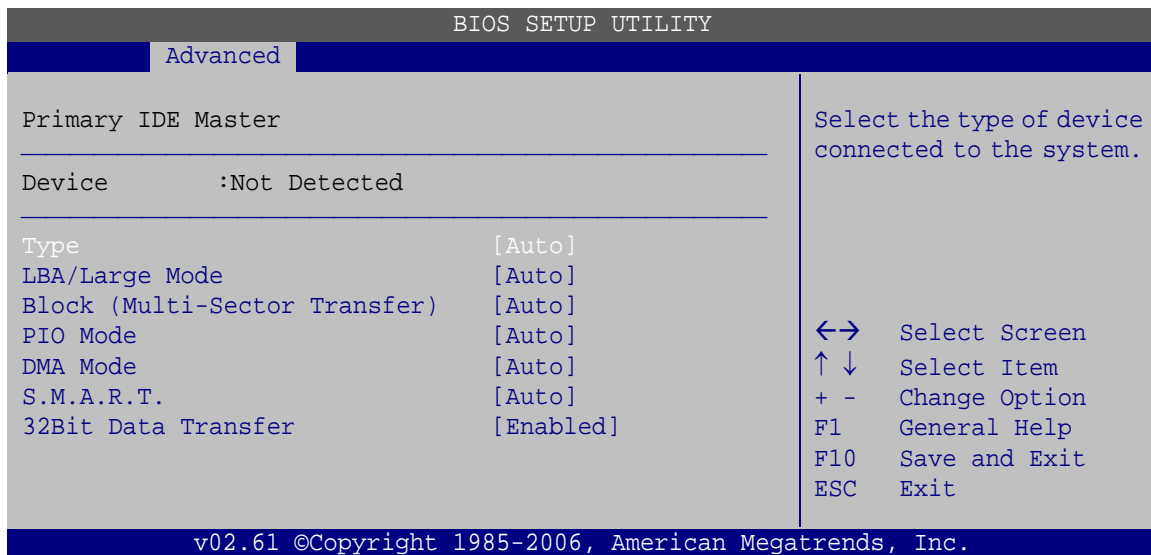 BIOS SETUP UTILITY
Advanced
Primary IDE Master
Device :Not Detected
Type [Auto]
LBA/Large Mode [Auto]
Block (Multi-Sector Transfer) [Auto]
PIO Mode [Auto]
DMA Mode [Auto]
S.M.A.R.T. [Auto]
32Bit Data Transfer [Enabled]
Select the type of device
connected to the system.
←→ Select Screen
↑ ↓ Select Item
+ - Change Option
F1 General Help
F10 Save and Exit
ESC Exit
v02.61 ©Copyright 1985-2006, American Megatrends, Inc.